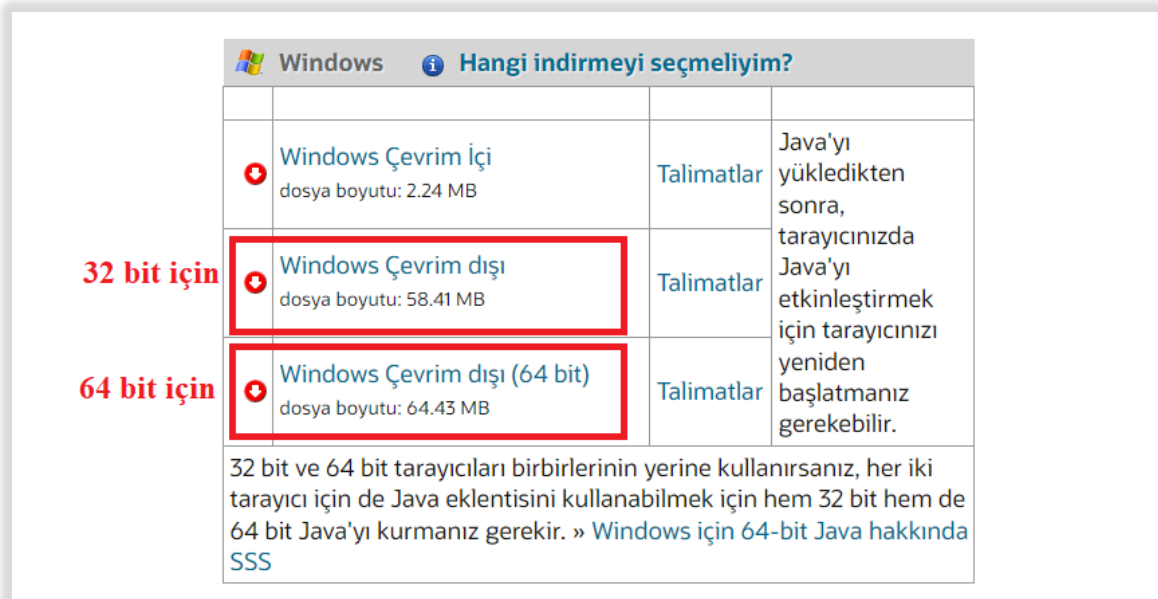 Windows Hangi indirmeyi seçmeliyim?
Windows Çevrim İçi
dosya boyutu: 2.24 MB
Talimatlar
32 bit için
Windows Çevrim dışı
dosya boyutu: 58.41 MB
Talimatlar
64 bit için
Windows Çevrim dışı (64 bit)
dosya boyutu: 64.43 MB
Talimatlar
Java'yı
yükledikten
sonra,
tarayıcınızda
Java'yı
etkinleştirmek
için tarayıcınızı
yeniden
başlatmanız
gerekebilir.
32 bit ve 64 bit tarayıcıları birbirlerinin yerine kullanırsanız, her iki
tarayıcı için de Java eklentisini kullanabilmek için hem 32 bit hem de
64 bit Java'yı kurmanız gerekir. » Windows için 64-bit Java hakkında
SSS